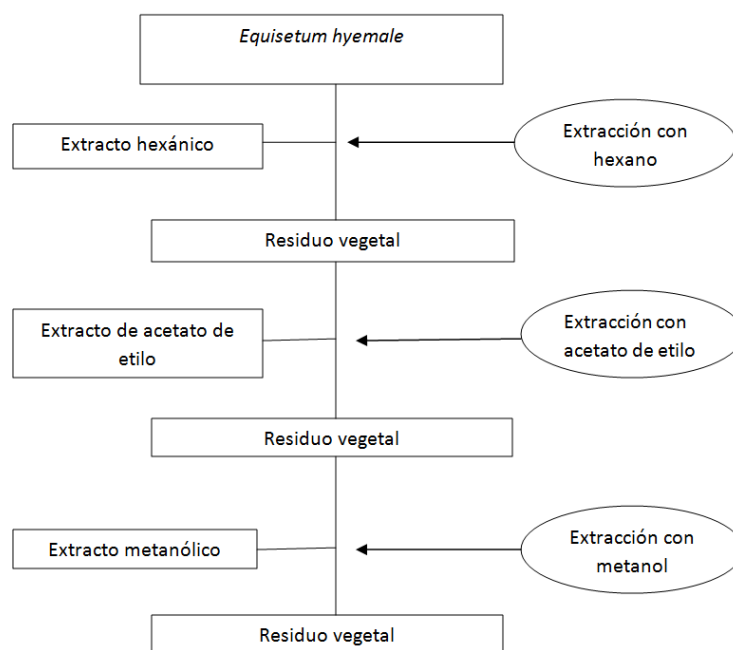 Equisetum hyemale
Extracto hexánico
Extracción con
hexano
Residuo vegetal
Extracto de acetato de
etilo
Extracción con
acetato de etilo
Residuo vegetal
Extracto metanólico
Extracción con
metanol
Residuo vegetal